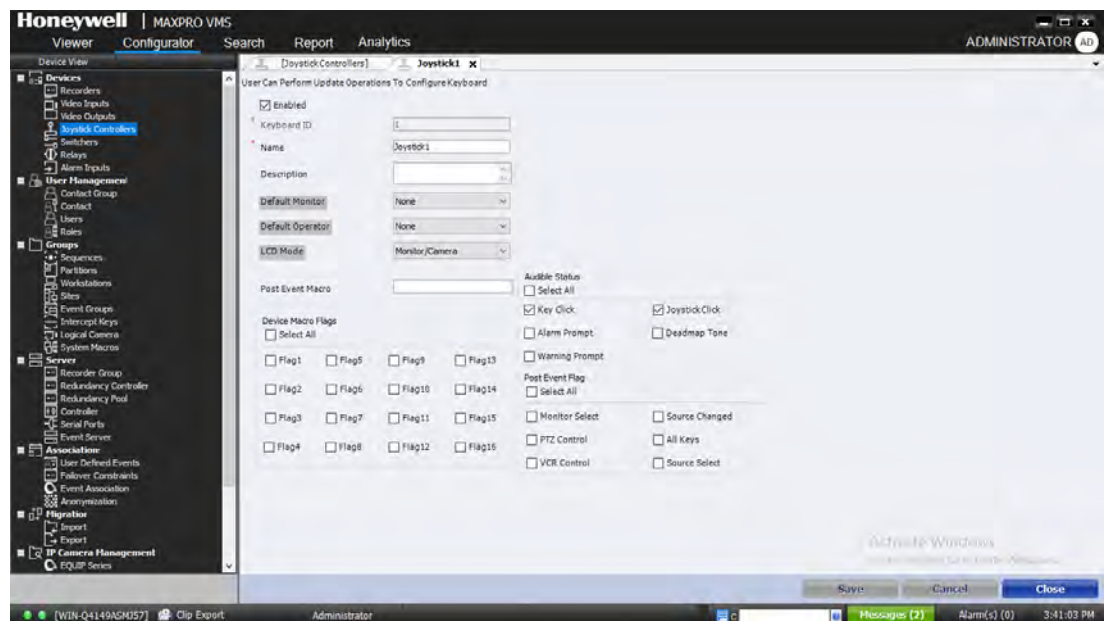 Honeywell | MAXPRO VMS
Viewer Configurator Search Report Analytics ADMINISTRATOR AD
Device View
Devices
Recorders
Video Inputs
Video Outputs
Joystick Controllers
Switchers
Relays
Alarm Inputs
User Management
Contact Group
Contact
Users
Roles
Groups
Sequences
Partitions
Workstations
Sites
Event Groups
Intercept Keys
Logical Camera
System Macros
Server
Recorder Group
Redundancy Controller
Redundancy Pool
Controller
Serial Ports
Event Server
Association
User Defined Events
Failover Constraints
Event Association
Anonymization
Migration
Import
Export
IP Camera Management
EQUIP Series
[Joystick Controllers] Joystick1 x
User Can Perform Update Operations To Configure Keyboard
Enabled
* Keyboard ID 1
* Name Joystick1
Description
Default Monitor None
Default Operator None
LCD Mode Monitor/Camera
Post Event Macro
Device Macro Flags
Select All
Flag1 Flag5 Flag9 Flag13
Flag2 Flag6 Flag10 Flag14
Flag3 Flag7 Flag11 Flag15
Flag4 Flag8 Flag12 Flag16
Audible Status
Select All
Key Click Joystick Click
Alarm Prompt Deadmap Tone
Warning Prompt
Post Event Flag
Select All
Monitor Select Source Changed
PTZ Control All Keys
VCR Control Source Select
Activate Windows
Save Cancel Close
[WIN-Q4149ASMJ57] Clip Export Administrator C Messages (2) Alarm(s) (0) 3:41:03 PM